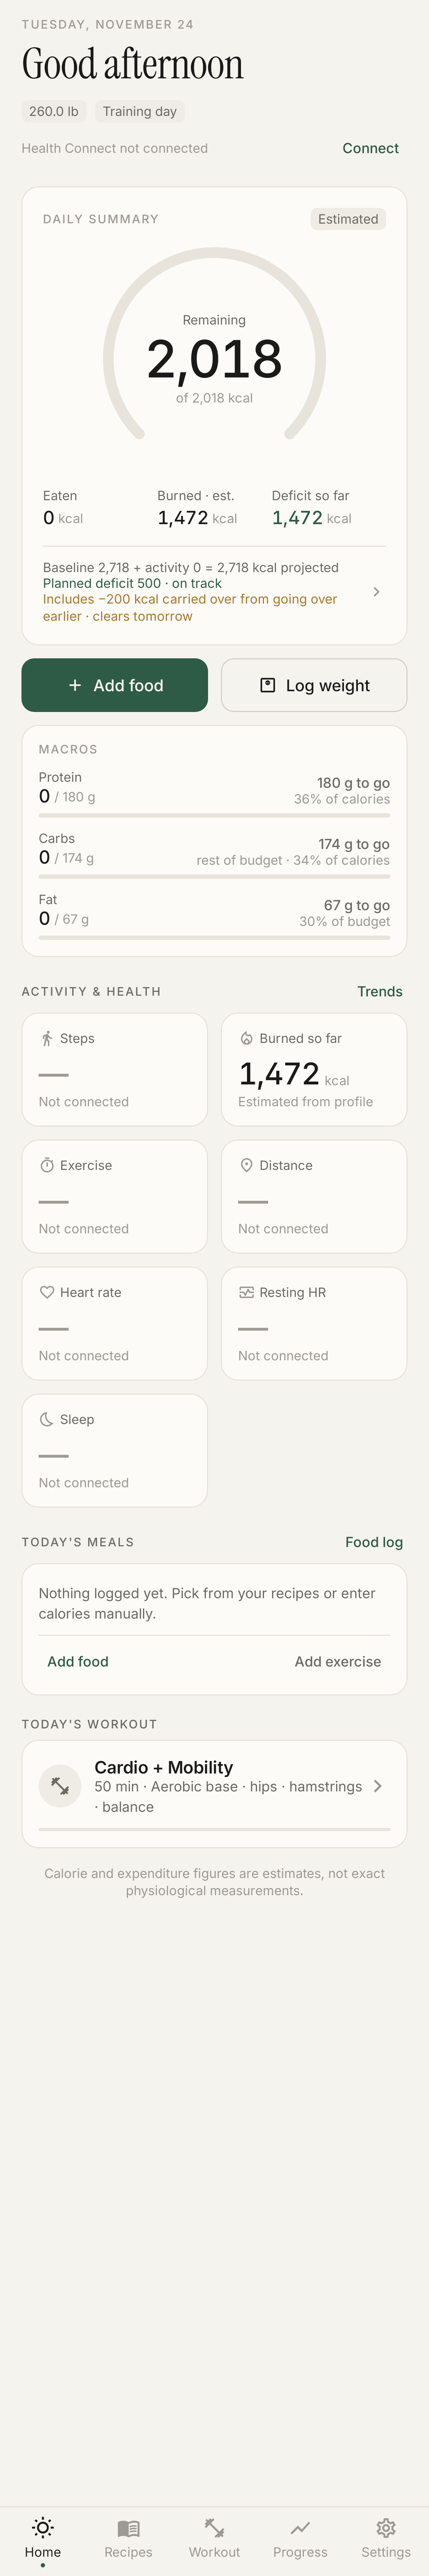 TUESDAY, NOVEMBER 24
Good afternoon
260.0 lb
Training day
Health Connect not connected
Connect
DAILY SUMMARY
Estimated
Remaining
2,018
of 2,018 kcal
Eaten
0 kcal
Burned · est.
1,472 kcal
Deficit so far
1,472 kcal
Baseline 2,718 + activity 0 = 2,718 kcal projected
Planned deficit 500 · on track
Includes −200 kcal carried over from going over
earlier · clears tomorrow
Add food
Log weight
MACROS
Protein
0 / 180 g
180 g to go
36% of calories
Carbs
0 / 174 g
174 g to go
rest of budget · 34% of calories
Fat
0 / 67 g
67 g to go
30% of budget
ACTIVITY & HEALTH
Trends
Steps
—
Not connected
Burned so far
1,472 kcal
Estimated from profile
Exercise
—
Not connected
Distance
—
Not connected
Heart rate
—
Not connected
Resting HR
—
Not connected
Sleep
—
Not connected
TODAY'S MEALS
Food log
Nothing logged yet. Pick from your recipes or enter
calories manually.
Add food
Add exercise
TODAY'S WORKOUT
Cardio + Mobility
50 min · Aerobic base · hips · hamstrings
· balance
Calorie and expenditure figures are estimates, not exact
physiological measurements.
Home
Recipes
Workout
Progress
Settings